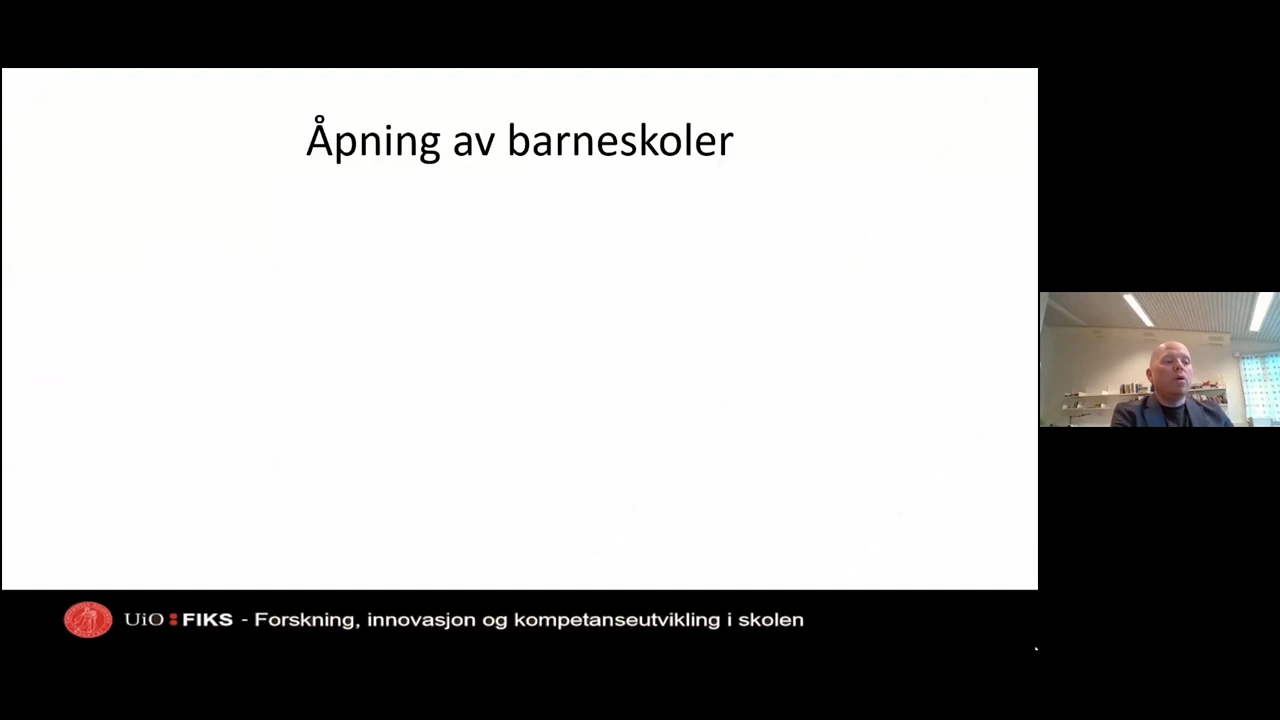 Åpning av barneskoler
UiO : FIKS - Forskning, innovasjon og kompetanseutvikling i skolen